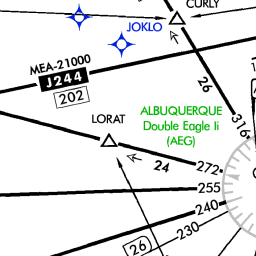 CURLY
JOKLO
MEA-21000
J244
202
26
316
ALBUQUERQUE
Double Eagle Ii
(AEG)
LORAT
24
272
255
240
230
26